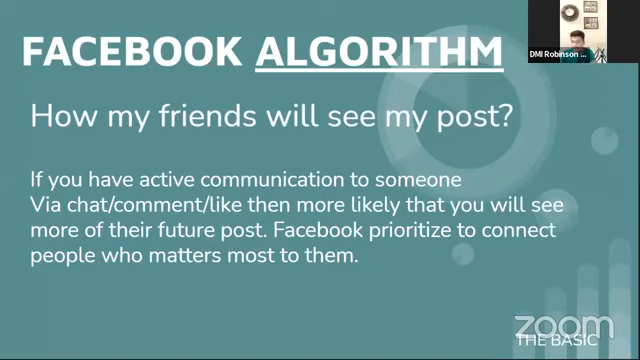 FACEBOOK ALGORITHM
DMI Robinson ...
How my friends will see my post?
If you have active communication to someone
Via chat/comment/like then more likely that you will see
more of their future post. Facebook prioritize to connect
people who matters most to them.
zoom
THE BASIC